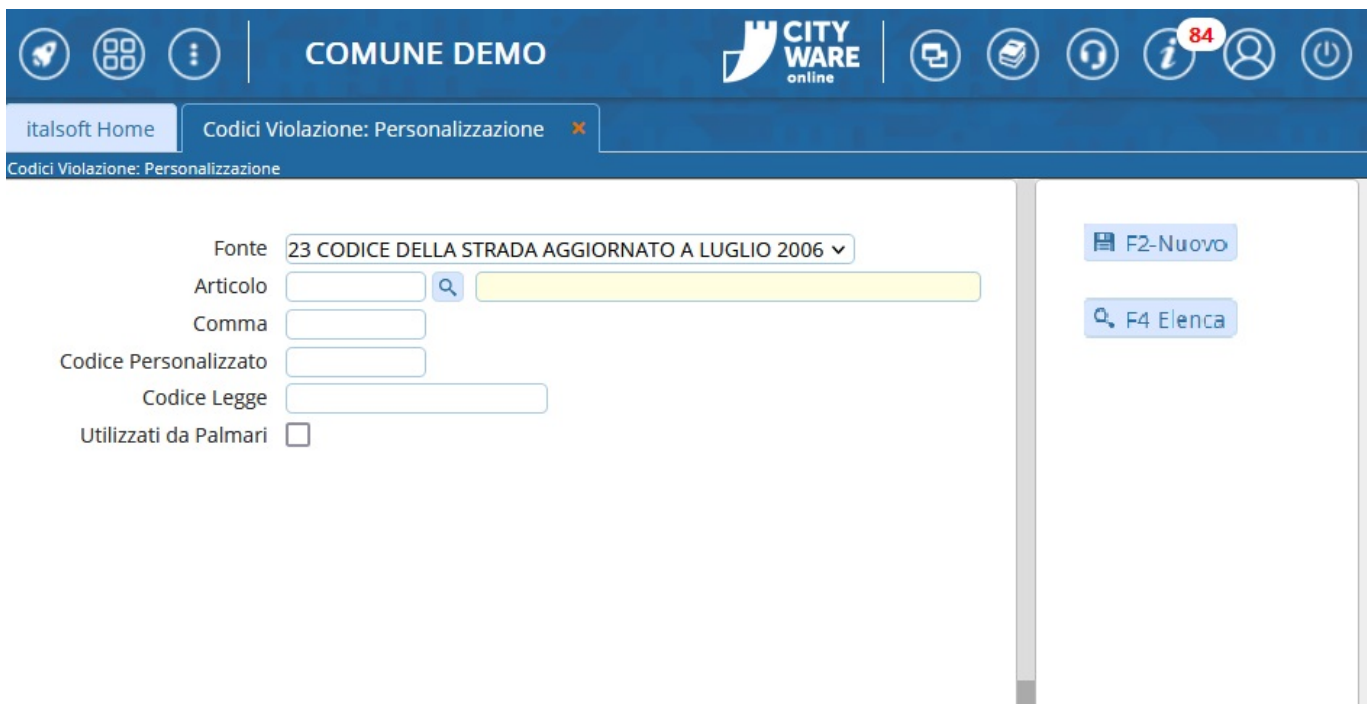 COMUNE DEMO
CITY
WARE
online
84
italsoft Home
Codici Violazione: Personalizzazione
Codici Violazione: Personalizzazione
Fonte 23 CODICE DELLA STRADA AGGIORNATO A LUGLIO 2006
Articolo
Comma
Codice Personalizzato
Codice Legge
Utilizzati da Palmari
F2-Nuovo
F4 Elenca